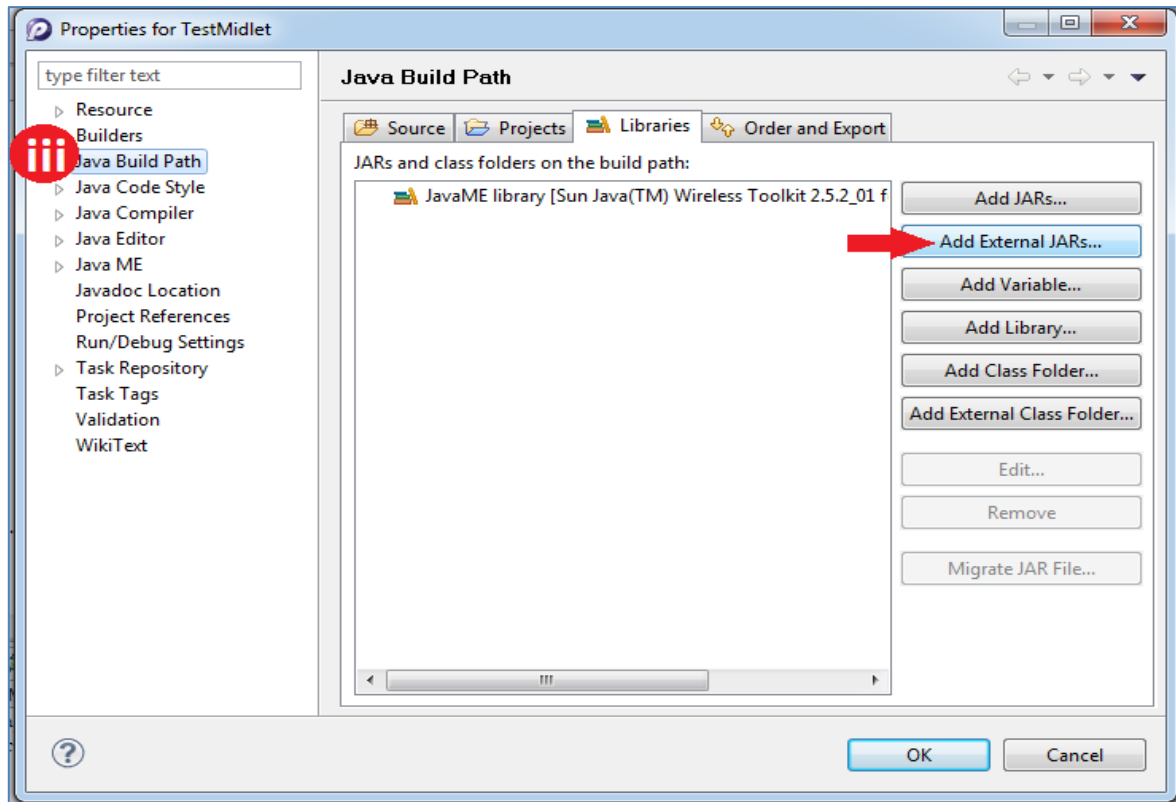 Properties for TestMidlet
type filter text
Resource
Builders
iii
Java Build Path
Java Code Style
Java Compiler
Java Editor
Java ME
Javadoc Location
Project References
Run/Debug Settings
Task Repository
Task Tags
Validation
WikiText
Java Build Path
Source Projects Libraries Order and Export
JARs and class folders on the build path:
JavaME library [Sun Java(TM) Wireless Toolkit 2.5.2_01 f
Add JARs...
Add External JARs...
Add Variable...
Add Library...
Add Class Folder...
Add External Class Folder...
Edit...
Remove
Migrate JAR File...
OK Cancel